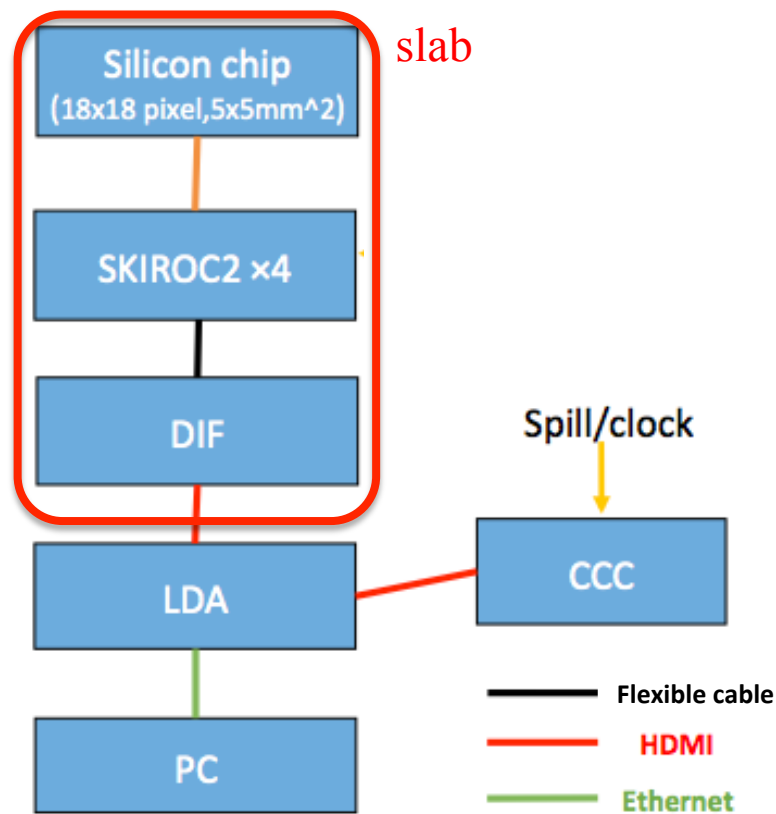 slab
Silicon chip
(18x18 pixel,5x5mm^2)
SKIROC2 ×4
DIF
Spill/clock
LDA
CCC
PC
Flexible cable
HDMI
Ethernet